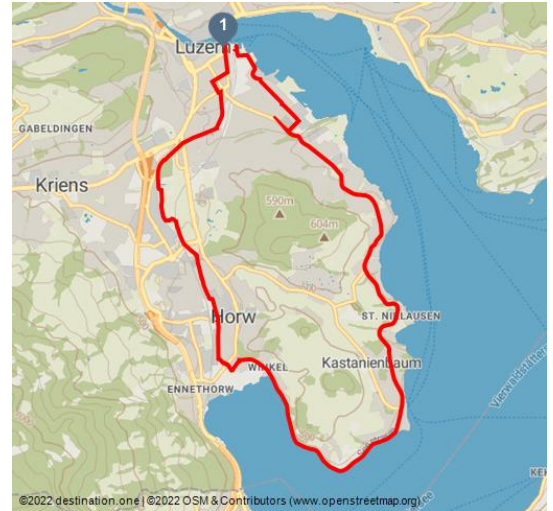 1
Luzern
GABELDINGEN
Kriens
590m
604m
ST. NIKLAUSEN
Horw
Kastanienbaum
WINKEL
ENNETHORW
©2022 destination.one | ©2022 OSM & Contributors (www.openstreetmap.org)